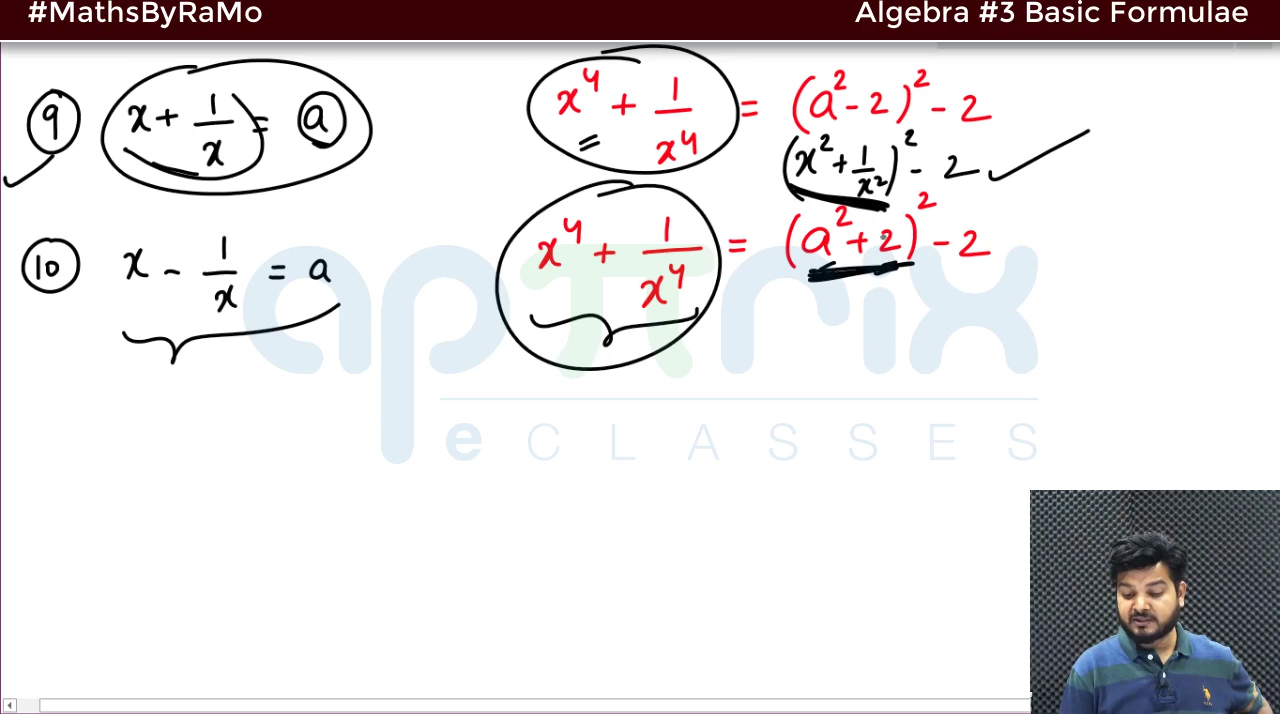 #MathsByRaMo
Algebra #3 Basic Formulae
9 x + 1/x = a
x⁴ + 1/x⁴ = (a² - 2)² - 2
(x² + 1/x²)² - 2
10 x - 1/x = a
x⁴ + 1/x⁴ = (a² + 2)² - 2
apπrix
eCLASSES